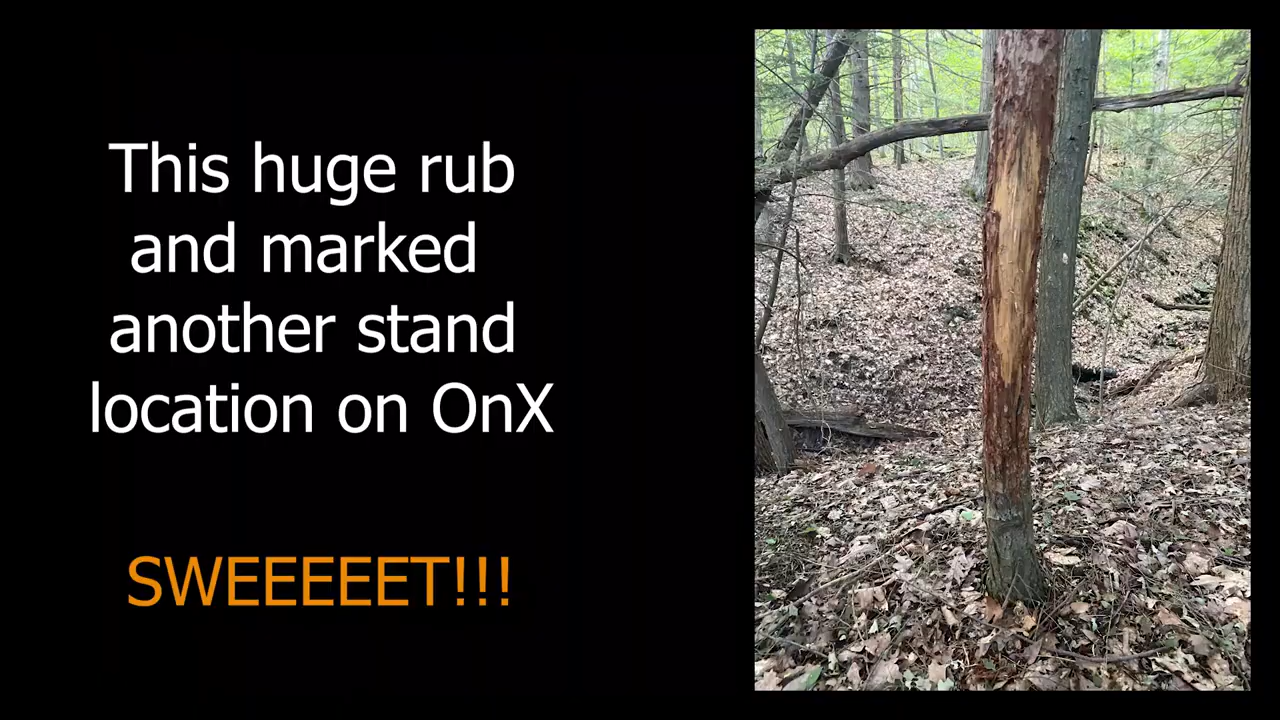 This huge rub
and marked
another stand
location on OnX
SWEEEEET!!!